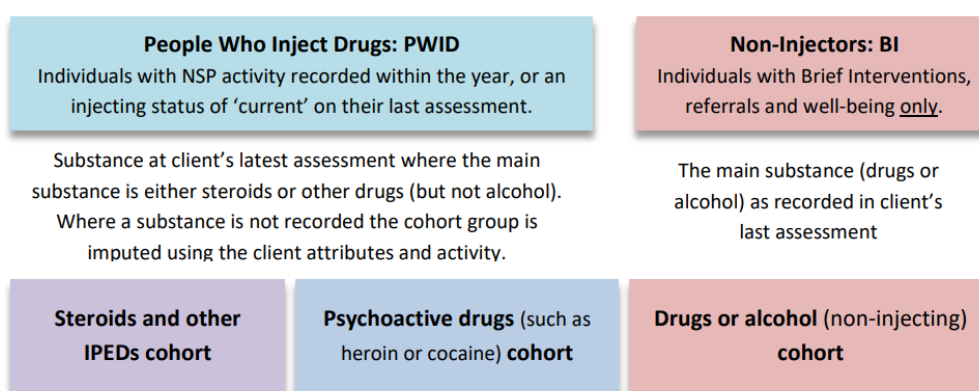 People Who Inject Drugs: PWID
Individuals with NSP activity recorded within the year, or an
injecting status of ‘current’ on their last assessment.
Non-Injectors: BI
Individuals with Brief Interventions,
referrals and well-being only.
Substance at client’s latest assessment where the main
substance is either steroids or other drugs (but not alcohol).
Where a substance is not recorded the cohort group is
imputed using the client attributes and activity.
The main substance (drugs or
alcohol) as recorded in client’s
last assessment
Steroids and other
IPEDs cohort
Psychoactive drugs (such as
heroin or cocaine) cohort
Drugs or alcohol (non-injecting)
cohort